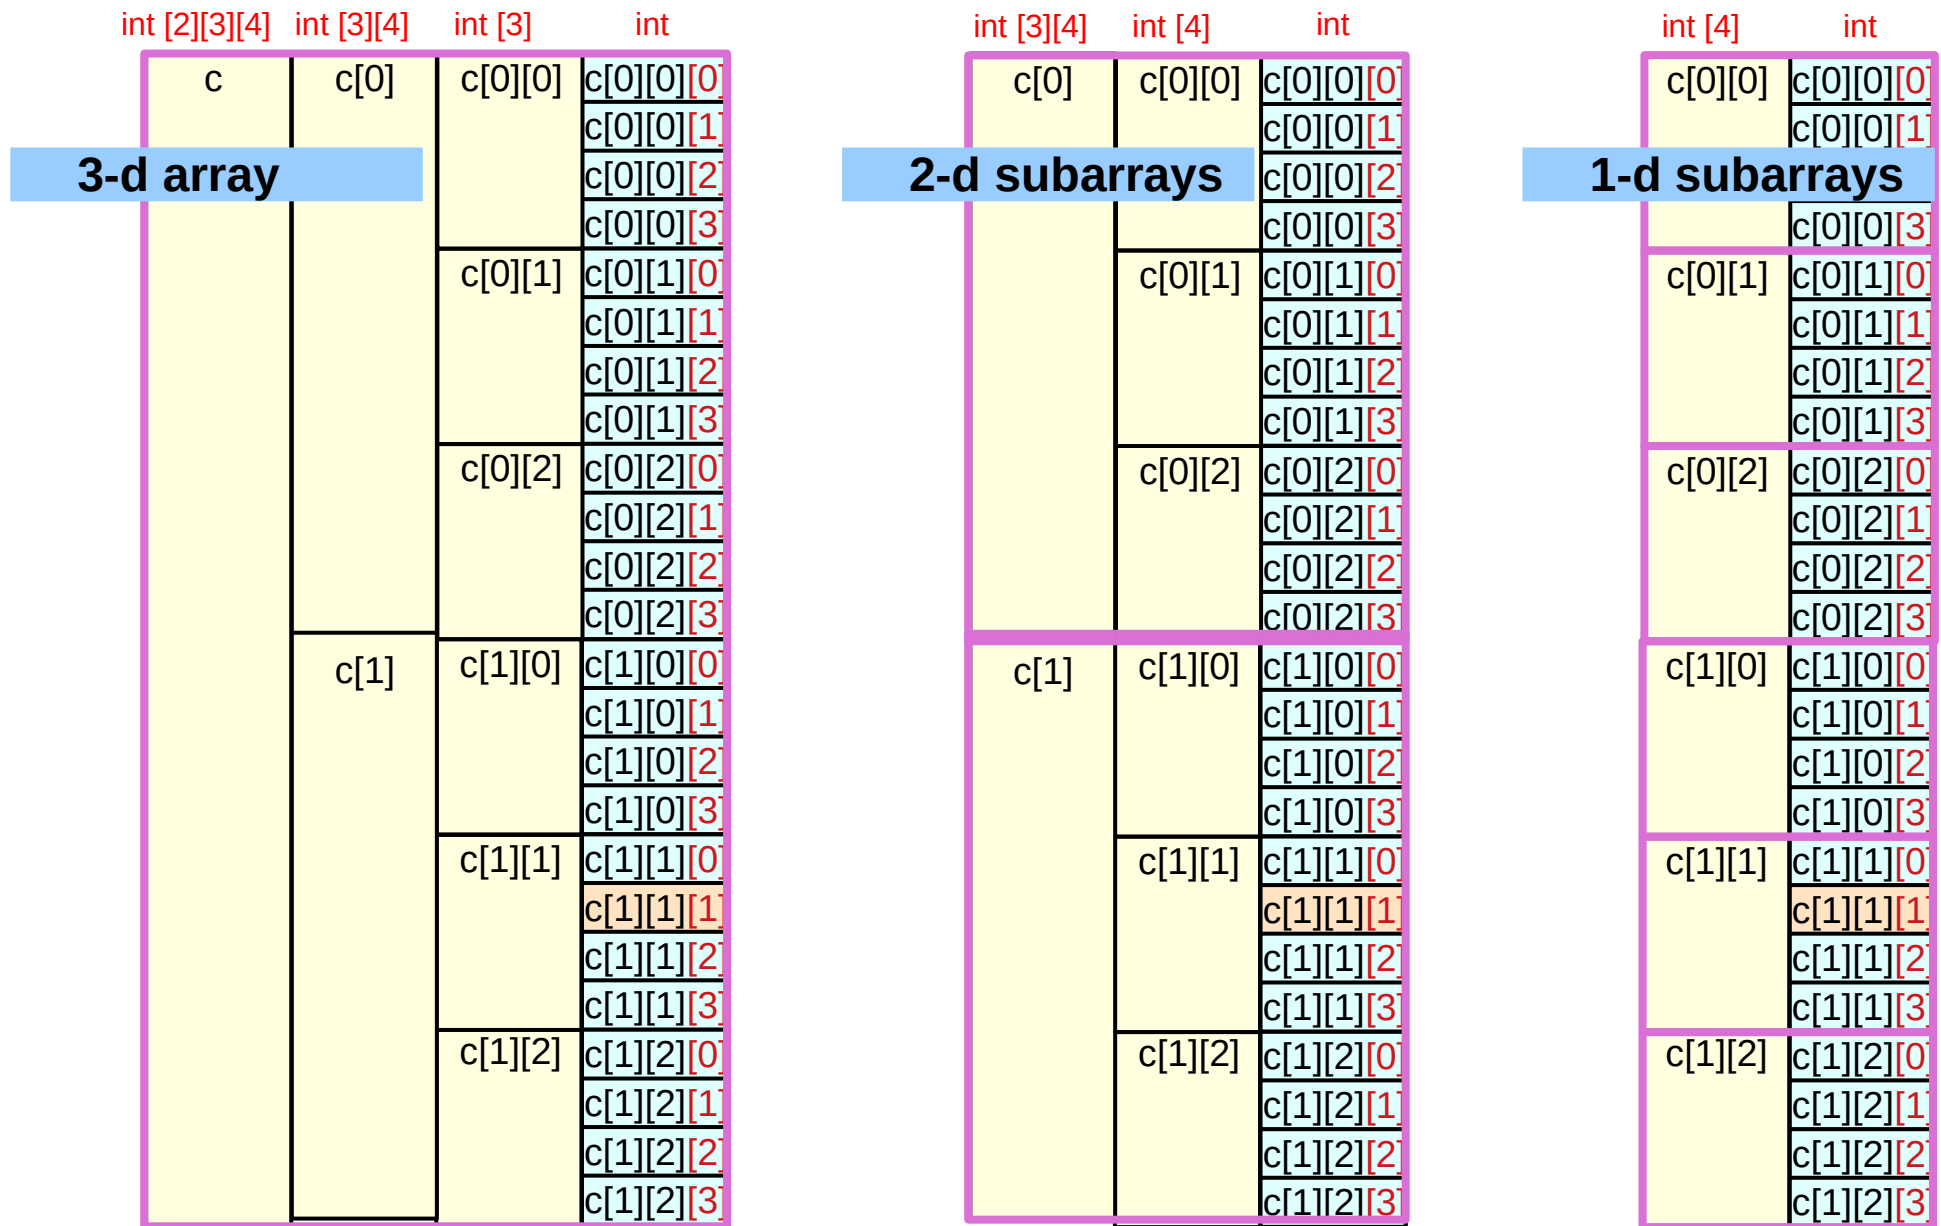 int [2][3][4] int [3][4] int [3] int
c c[0] c[0][0] c[0][0][0]
c[0][0][1]
3-d array
c[0][0][2]
c[0][0][3]
c[0][1] c[0][1][0]
c[0][1][1]
c[0][1][2]
c[0][1][3]
c[0][2] c[0][2][0]
c[0][2][1]
c[0][2][2]
c[0][2][3]
c[1] c[1][0] c[1][0][0]
c[1][0][1]
c[1][0][2]
c[1][0][3]
c[1][1] c[1][1][0]
c[1][1][1]
c[1][1][2]
c[1][1][3]
c[1][2] c[1][2][0]
c[1][2][1]
c[1][2][2]
c[1][2][3]
int [3][4] int [4] int
c[0] c[0][0] c[0][0][0]
c[0][0][1]
2-d subarrays
c[0][0][2]
c[0][0][3]
c[0][1] c[0][1][0]
c[0][1][1]
c[0][1][2]
c[0][1][3]
c[0][2] c[0][2][0]
c[0][2][1]
c[0][2][2]
c[0][2][3]
c[1] c[1][0] c[1][0][0]
c[1][0][1]
c[1][0][2]
c[1][0][3]
c[1][1] c[1][1][0]
c[1][1][1]
c[1][1][2]
c[1][1][3]
c[1][2] c[1][2][0]
c[1][2][1]
c[1][2][2]
c[1][2][3]
int [4] int
c[0][0] c[0][0][0]
c[0][0][1]
1-d subarrays
c[0][0][3]
c[0][1] c[0][1][0]
c[0][1][1]
c[0][1][2]
c[0][1][3]
c[0][2] c[0][2][0]
c[0][2][1]
c[0][2][2]
c[0][2][3]
c[1][0] c[1][0][0]
c[1][0][1]
c[1][0][2]
c[1][0][3]
c[1][1] c[1][1][0]
c[1][1][1]
c[1][1][2]
c[1][1][3]
c[1][2] c[1][2][0]
c[1][2][1]
c[1][2][2]
c[1][2][3]